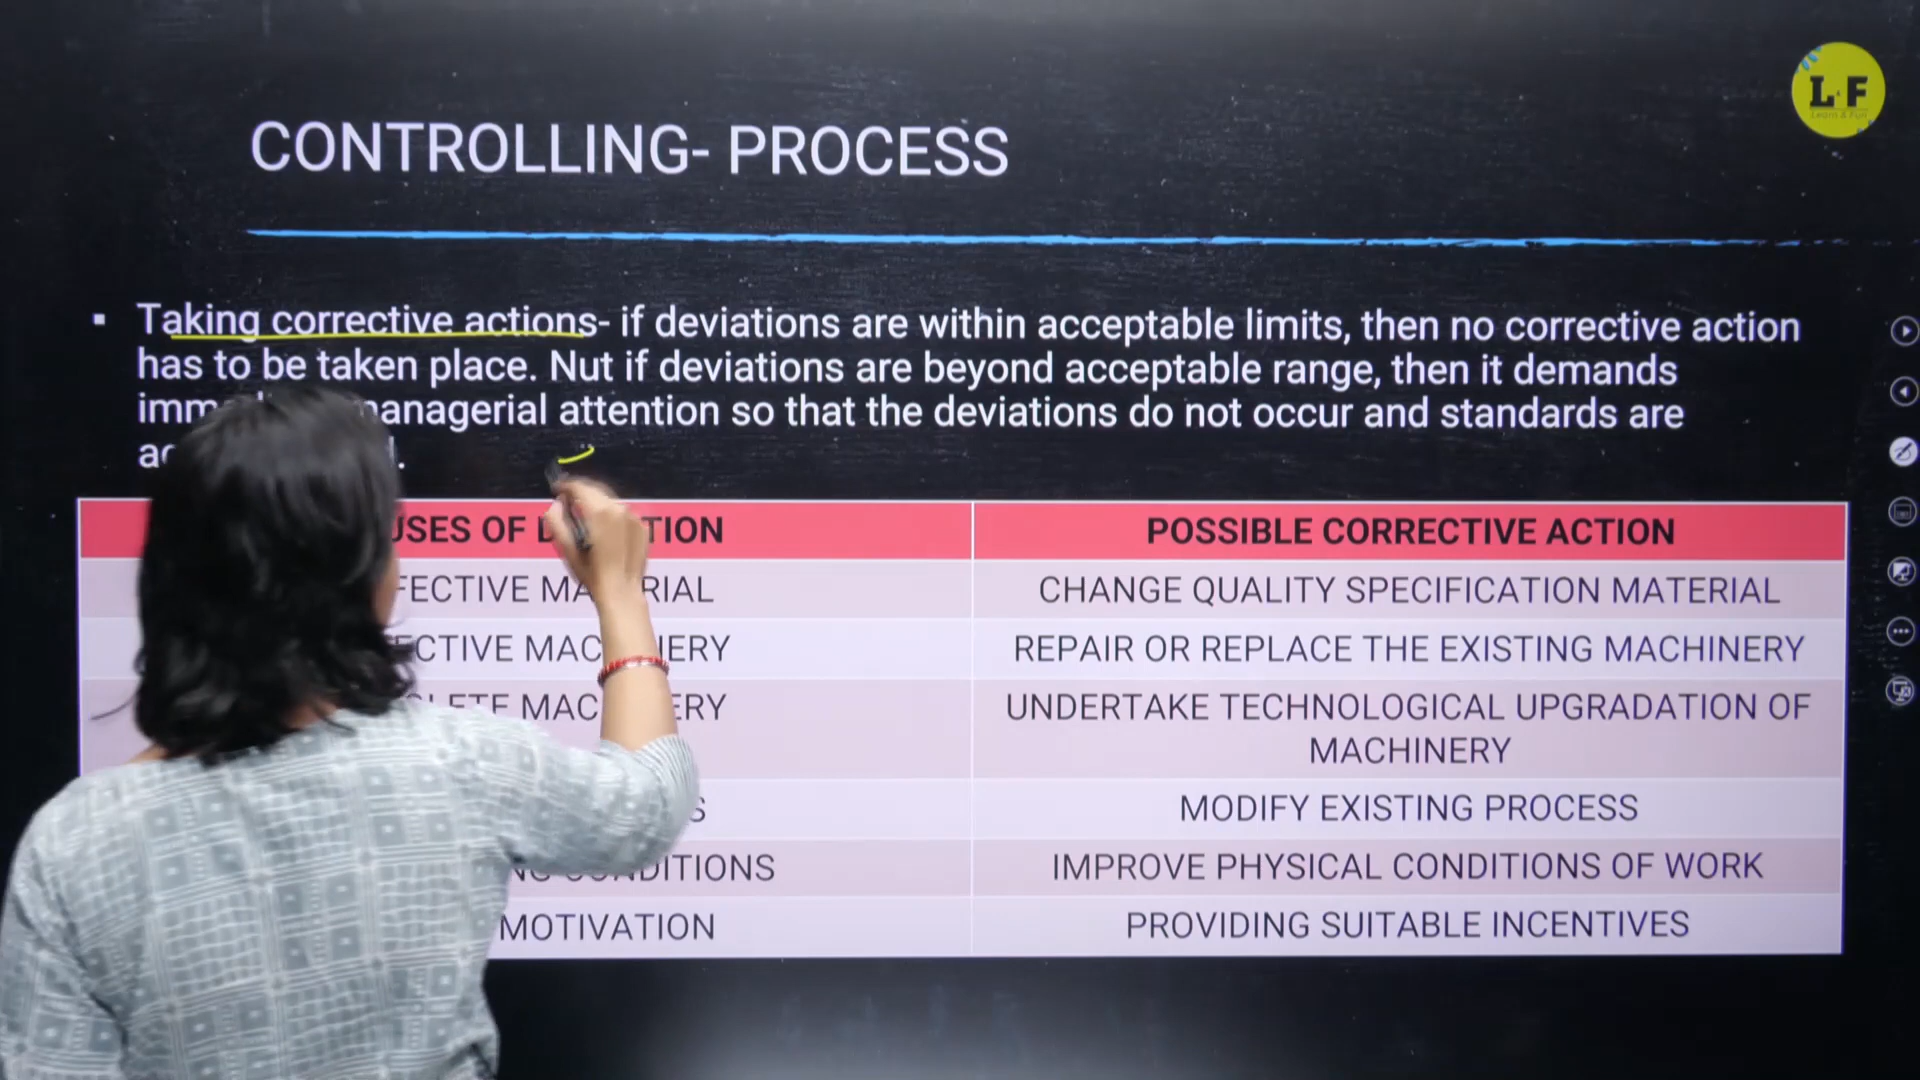 L&F
Learn & Fun
CONTROLLING- PROCESS
▪ Taking corrective actions- if deviations are within acceptable limits, then no corrective action
has to be taken place. Nut if deviations are beyond acceptable range, then it demands
managerial attention so that the deviations do not occur and standards are
OF
POSSIBLE CORRECTIVE ACTION
CHANGE QUALITY SPECIFICATION MATERIAL
REPAIR OR REPLACE THE EXISTING MACHINERY
UNDERTAKE TECHNOLOGICAL UPGRADATION OF
MACHINERY
MODIFY EXISTING PROCESS
IMPROVE PHYSICAL CONDITIONS OF WORK
MOTIVATION
PROVIDING SUITABLE INCENTIVES